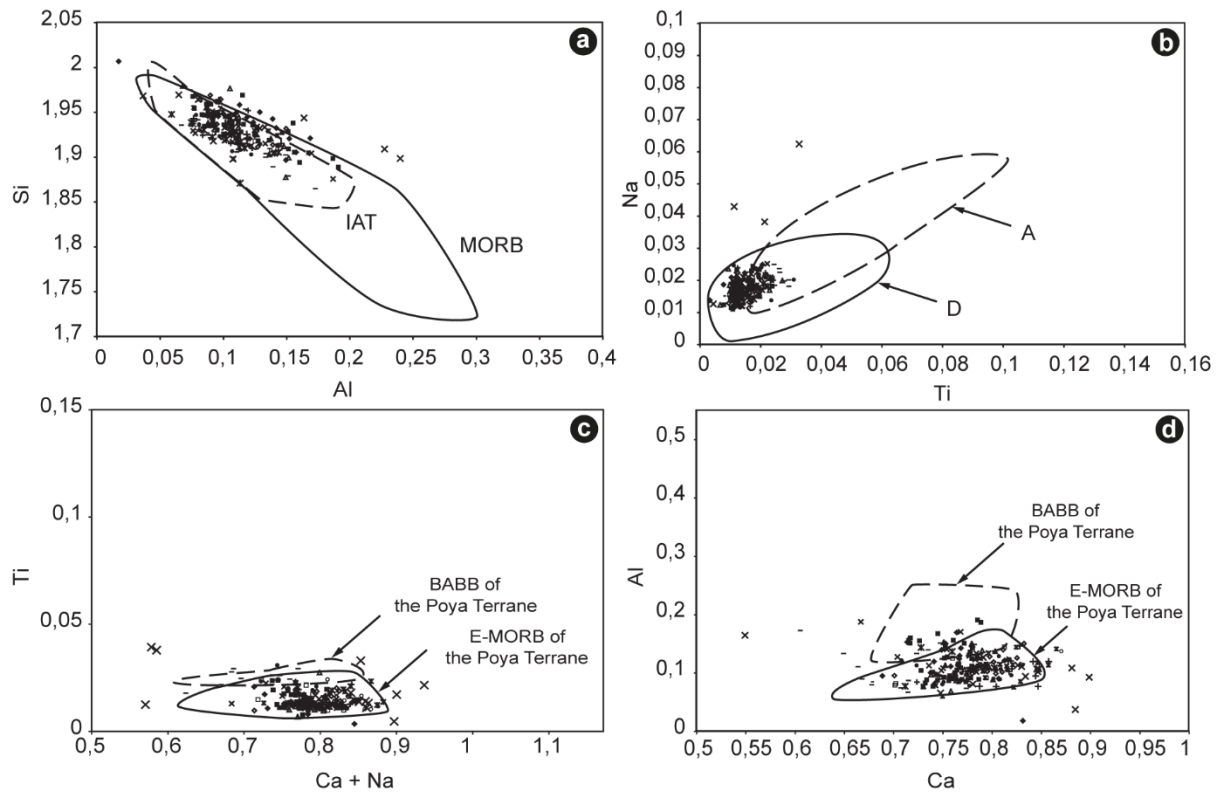 a
2,05
2
1,95
1,9
1,85
1,8
1,75
1,7
Si
0 0,05 0,1 0,15 0,2 0,25 0,3 0,35 0,4
Al
IAT
MORB
b
0,1
0,09
0,08
0,07
0,06
0,05
0,04
0,03
0,02
0,01
0
Na
0 0,02 0,04 0,06 0,08 0,1 0,12 0,14 0,16
Ti
A
D
c
0,15
0,1
0,05
0
Ti
0,5 0,6 0,7 0,8 0,9 1 1,1
Ca + Na
BABB of
the Poya Terrane
E-MORB of
the Poya Terrane
d
0,5
0,4
0,3
0,2
0,1
0
Al
0,5 0,55 0,6 0,65 0,7 0,75 0,8 0,85 0,9 0,95 1
Ca
BABB of
the Poya Terrane
E-MORB of
the Poya Terrane